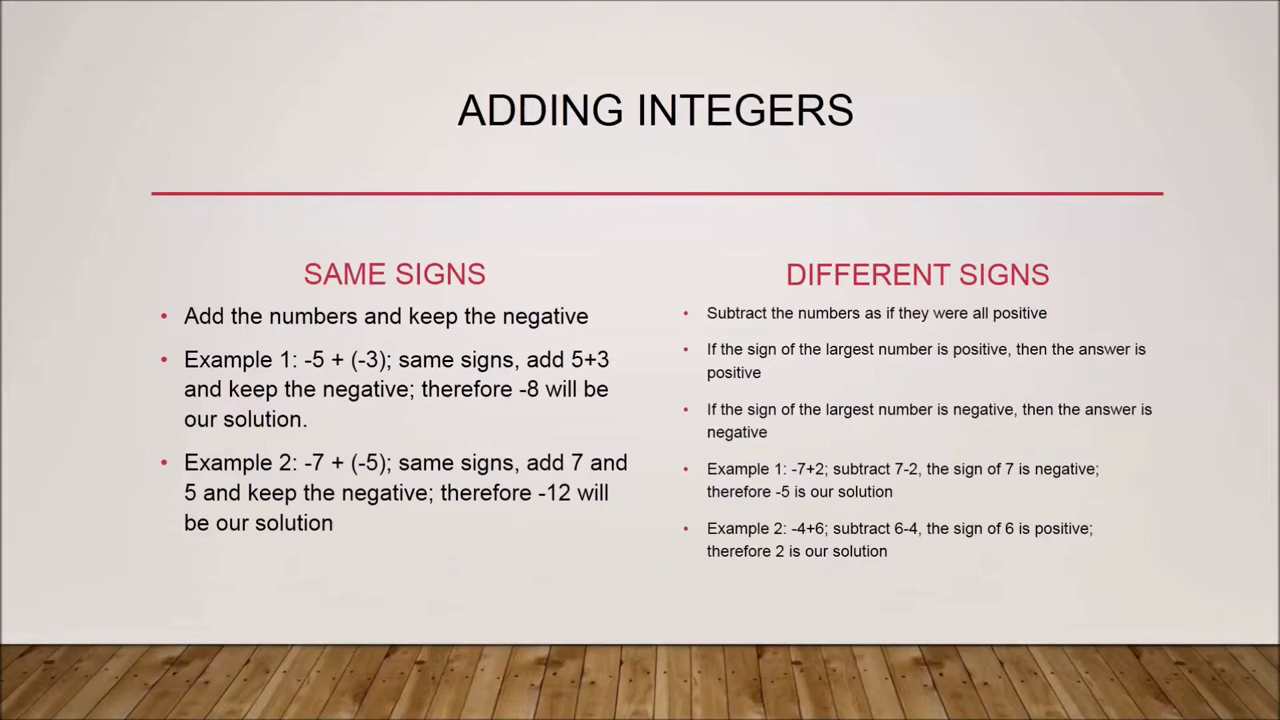 ADDING INTEGERS
SAME SIGNS
• Add the numbers and keep the negative
• Example 1: -5 + (-3); same signs, add 5+3
and keep the negative; therefore -8 will be
our solution.
• Example 2: -7 + (-5); same signs, add 7 and
5 and keep the negative; therefore -12 will
be our solution
DIFFERENT SIGNS
• Subtract the numbers as if they were all positive
• If the sign of the largest number is positive, then the answer is
positive
• If the sign of the largest number is negative, then the answer is
negative
• Example 1: -7+2; subtract 7-2, the sign of 7 is negative;
therefore -5 is our solution
• Example 2: -4+6; subtract 6-4, the sign of 6 is positive;
therefore 2 is our solution